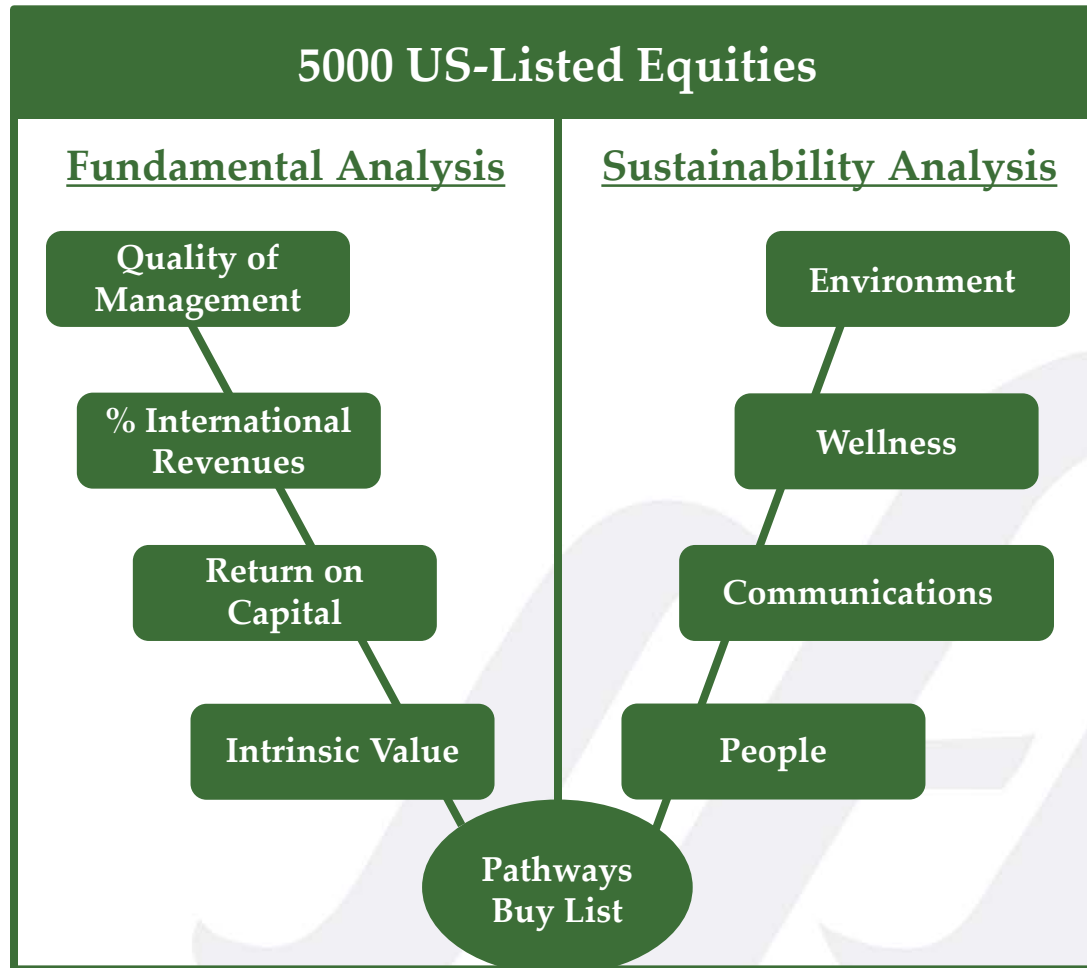 5000 US-Listed Equities
Fundamental Analysis
Quality of
Management
% International
Revenues
Return on
Capital
Intrinsic Value
Sustainability Analysis
Environment
Wellness
Communications
People
Pathways
Buy List